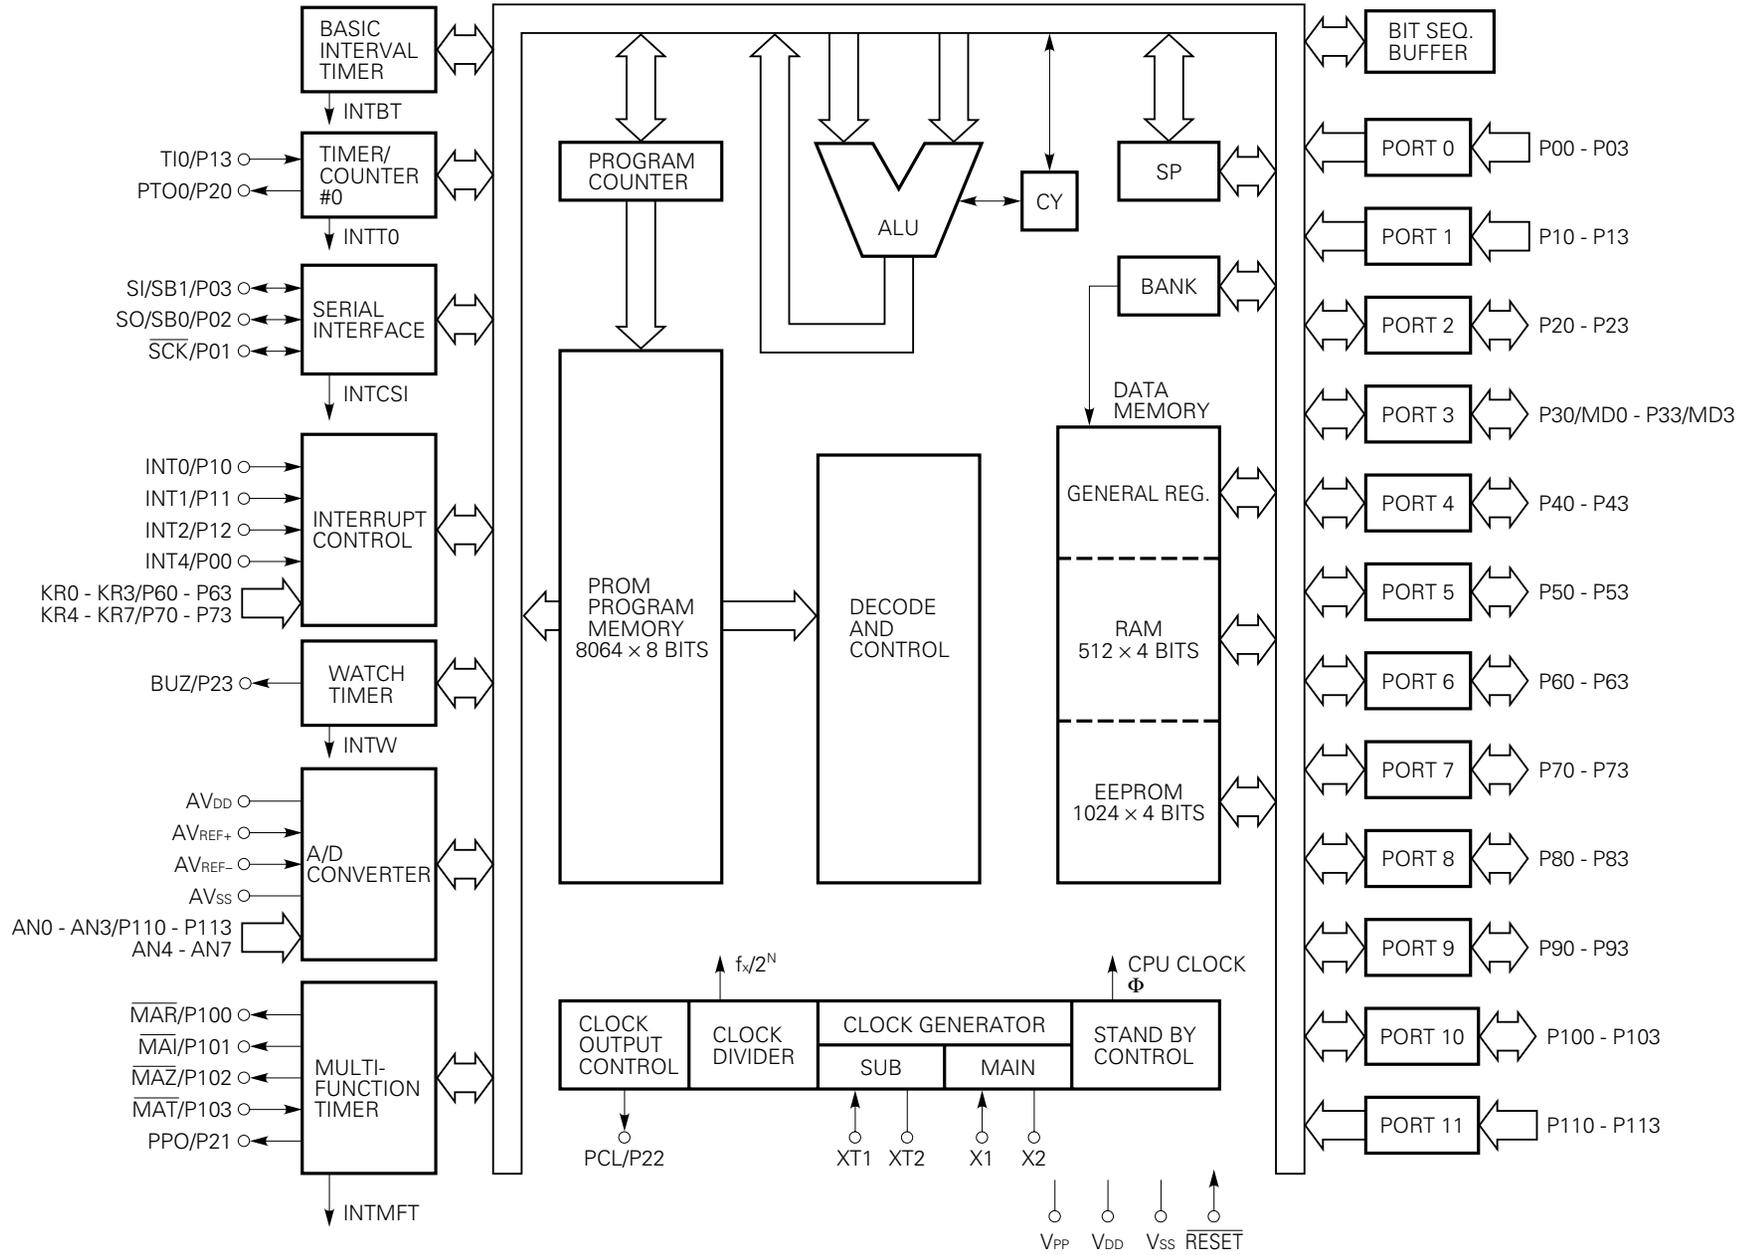 BASIC
INTERVAL
TIMER
INTBT
TI0/P13
PTO0/P20
TIMER/
COUNTER
#0
INTT0
SI/SB1/P03
SO/SB0/P02
S̅C̅K̅/P01
SERIAL
INTERFACE
INTCSI
INT0/P10
INT1/P11
INT2/P12
INT4/P00
KR0 - KR3/P60 - P63
KR4 - KR7/P70 - P73
INTERRUPT
CONTROL
BUZ/P23
WATCH
TIMER
INTW
AVDD
AVREF+
AVREF–
AVSS
AN0 - AN3/P110 - P113
AN4 - AN7
A/D
CONVERTER
M̅A̅R̅/P100
M̅A̅I̅/P101
M̅A̅Z̅/P102
M̅A̅T̅/P103
PPO/P21
MULTI-
FUNCTION
TIMER
INTMFT
PROGRAM
COUNTER
ALU
CY
SP
BANK
DATA
MEMORY
GENERAL REG.
RAM
512 × 4 BITS
EEPROM
1024 × 4 BITS
PROM
PROGRAM
MEMORY
8064 × 8 BITS
DECODE
AND
CONTROL
fx/2ᴺ
CPU CLOCK
Φ
CLOCK
OUTPUT
CONTROL
CLOCK
DIVIDER
CLOCK GENERATOR
SUB
MAIN
STAND BY
CONTROL
PCL/P22
XT1
XT2
X1
X2
VPP
VDD
VSS
R̅E̅S̅E̅T̅
BIT SEQ.
BUFFER
PORT 0
P00 - P03
PORT 1
P10 - P13
PORT 2
P20 - P23
PORT 3
P30/MD0 - P33/MD3
PORT 4
P40 - P43
PORT 5
P50 - P53
PORT 6
P60 - P63
PORT 7
P70 - P73
PORT 8
P80 - P83
PORT 9
P90 - P93
PORT 10
P100 - P103
PORT 11
P110 - P113